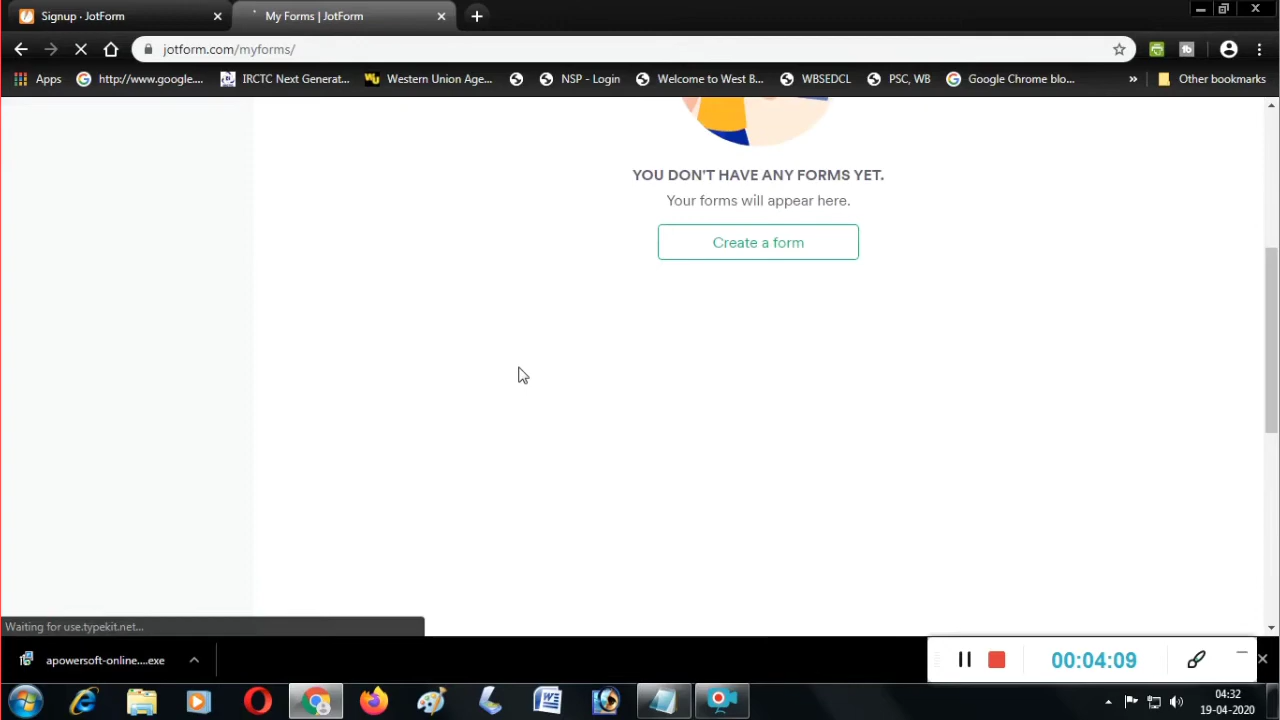 Signup · JotForm
My Forms | JotForm
jotform.com/myforms/
Apps
http://www.google....
IRCTC Next Generat...
Western Union Age...
NSP - Login
Welcome to West B...
WBSEDCL
PSC, WB
Google Chrome blo...
»
Other bookmarks
YOU DON'T HAVE ANY FORMS YET.
Your forms will appear here.
Create a form
Waiting for use.typekit.net...
apowersoft-online....exe
00:04:09
04:32
19-04-2020